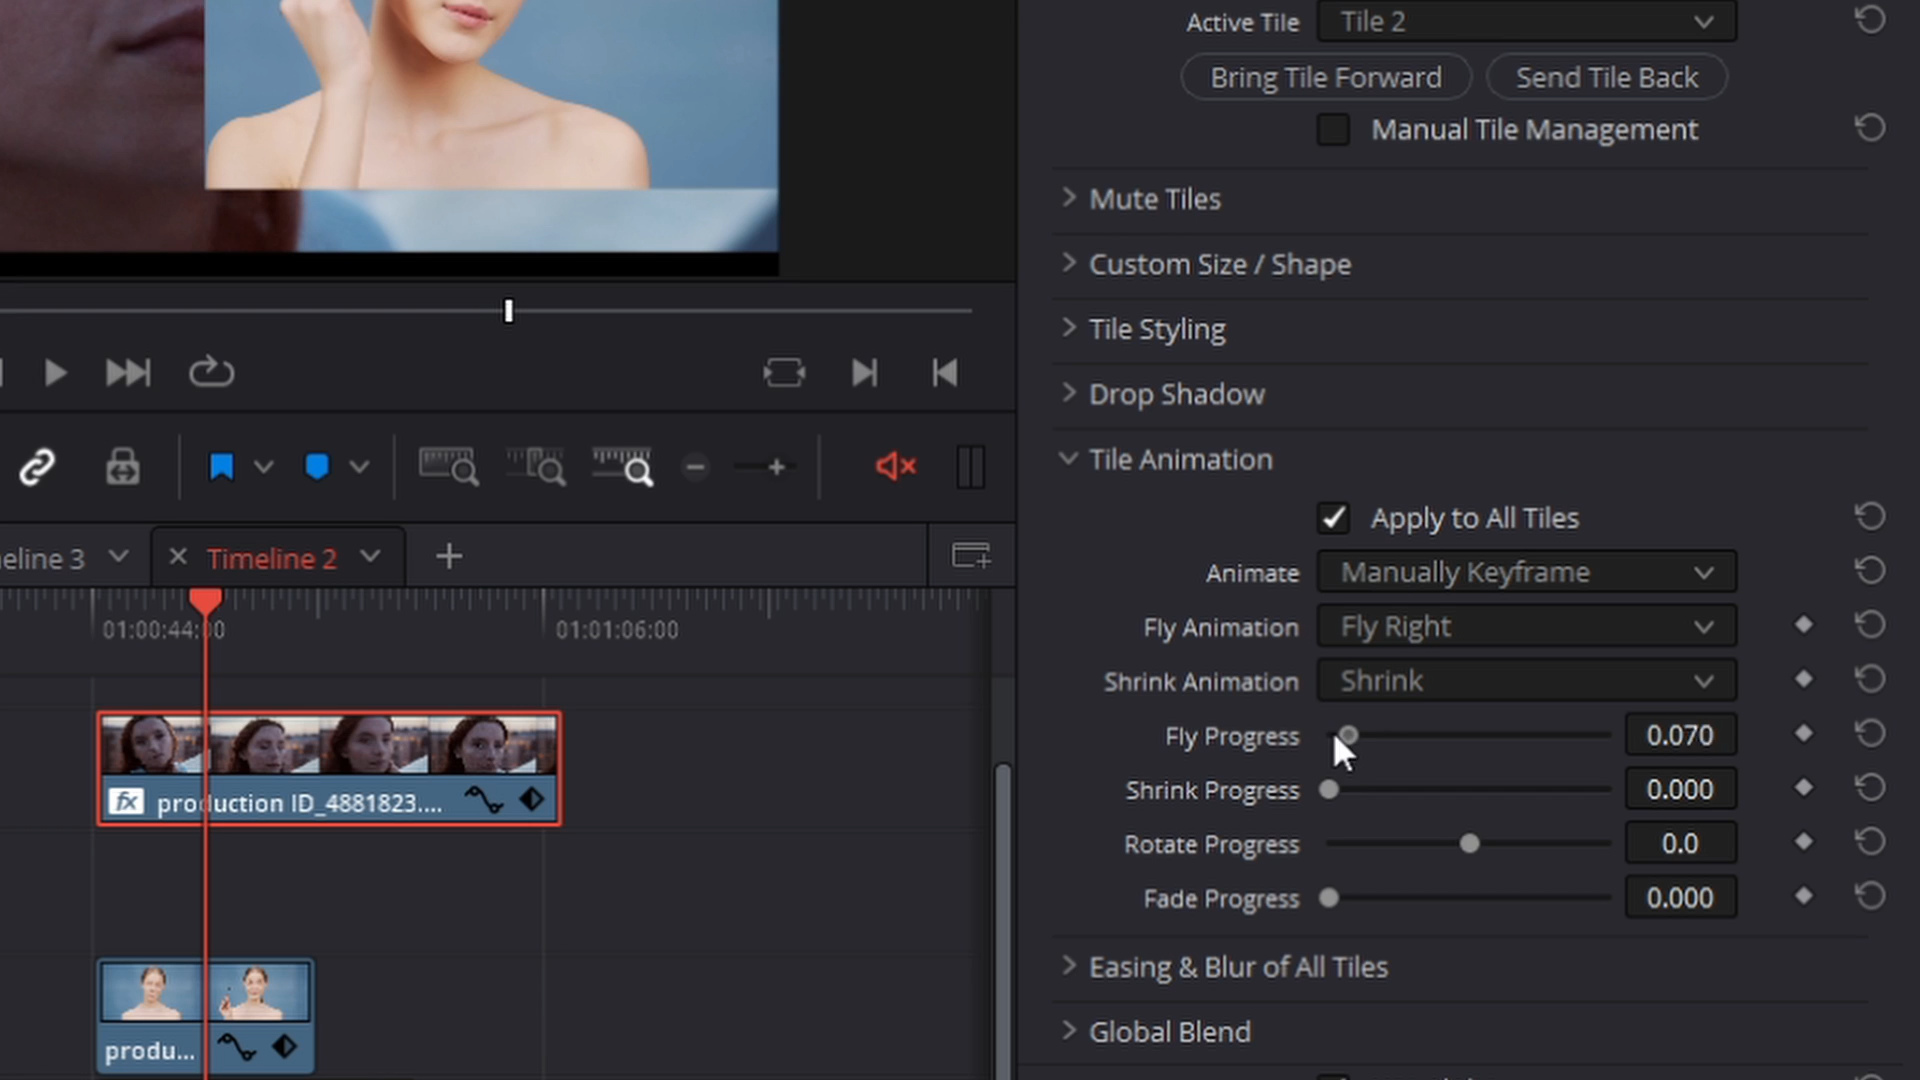 Active Tile
Tile 2
Bring Tile Forward
Send Tile Back
Manual Tile Management
Mute Tiles
Custom Size / Shape
Tile Styling
Drop Shadow
Tile Animation
Apply to All Tiles
Animate
Manually Keyframe
Fly Animation
Fly Right
Shrink Animation
Shrink
Fly Progress
0.070
Shrink Progress
0.000
Rotate Progress
0.0
Fade Progress
0.000
Easing & Blur of All Tiles
Global Blend
eline 3
Timeline 2
01:00:44:00
01:01:06:00
fx
production ID_4881823....
produ...